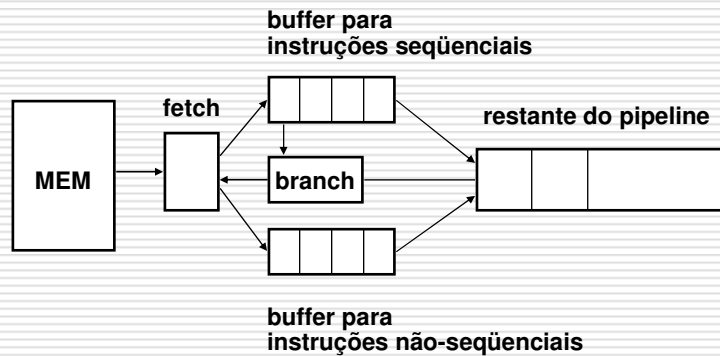 buffer para
instruções seqüenciais
fetch
restante do pipeline
MEM
branch
buffer para
instruções não-seqüenciais